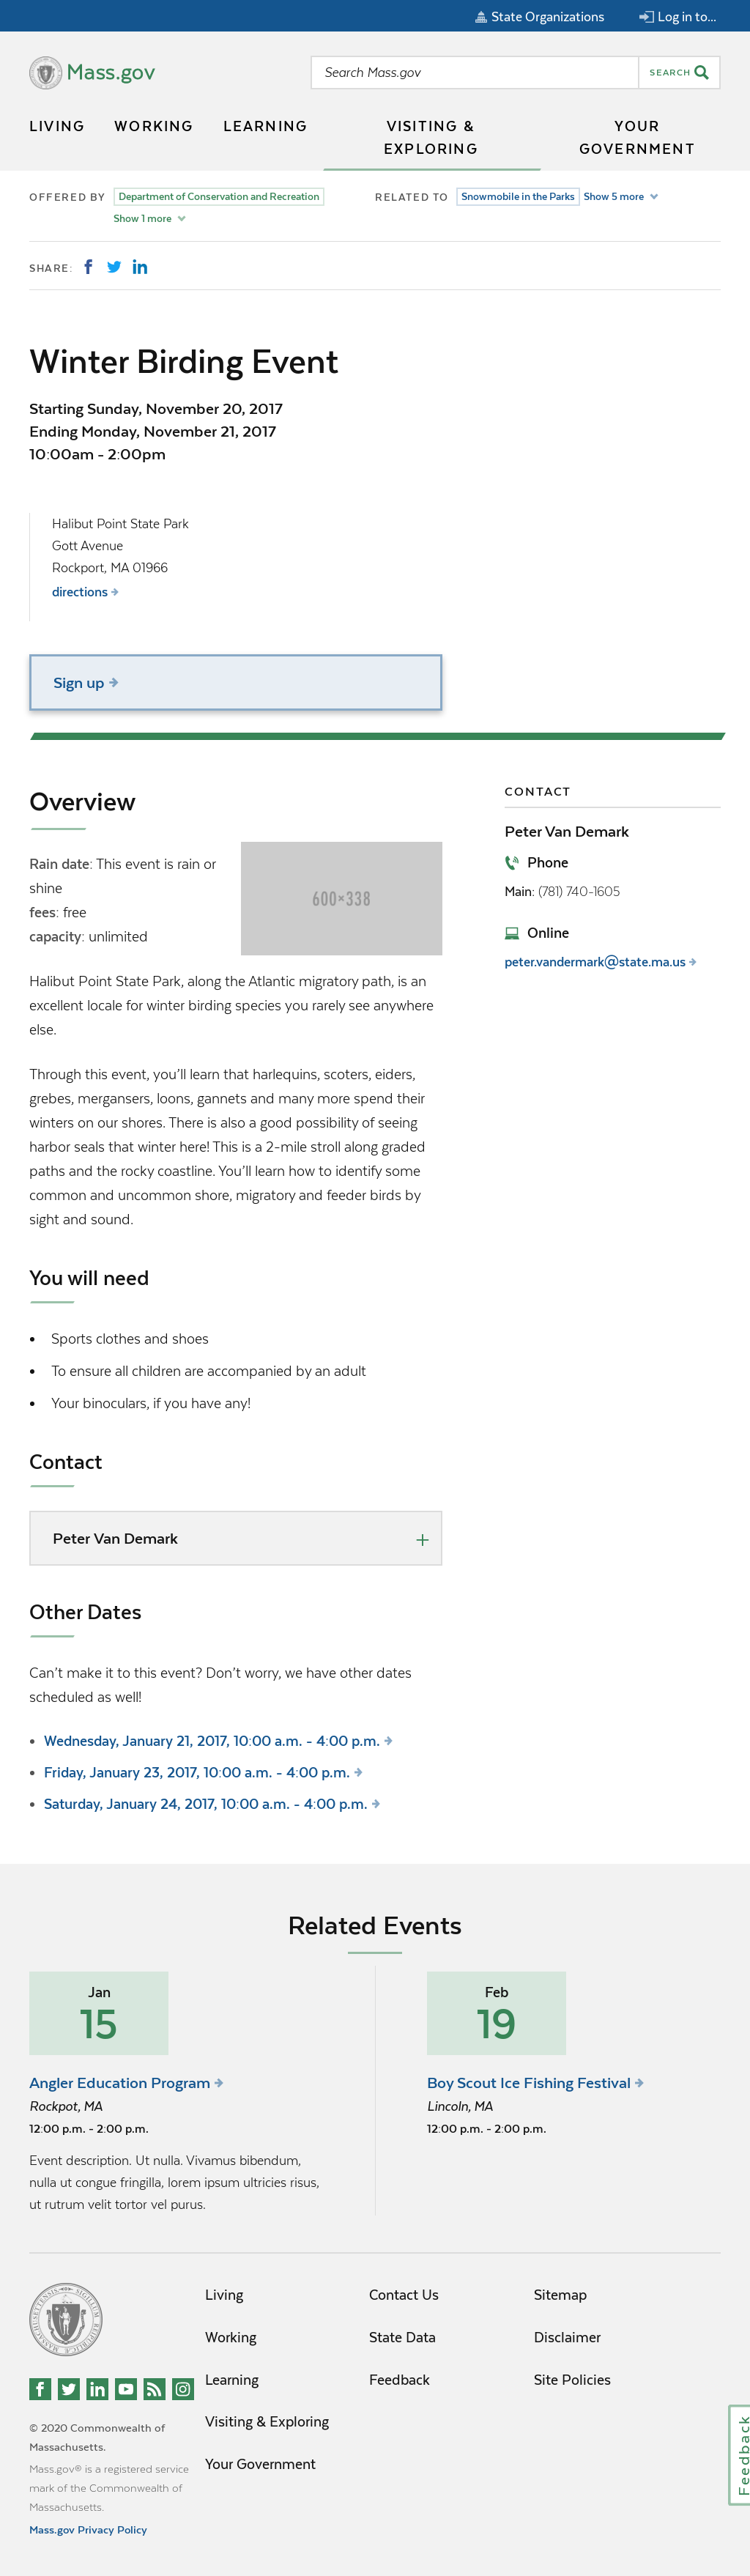 State Organizations
Log in to...
Mass.gov
Search Mass.gov
SEARCH
LIVING
WORKING
LEARNING
VISITING &
EXPLORING
YOUR
GOVERNMENT
OFFERED BY
Department of Conservation and Recreation
Show 1 more
RELATED TO
Snowmobile in the Parks
Show 5 more
SHARE:
Winter Birding Event
Starting Sunday, November 20, 2017
Ending Monday, November 21, 2017
10:00am - 2:00pm
Halibut Point State Park
Gott Avenue
Rockport, MA 01966
directions
Sign up
Overview
Rain date: This event is rain or
shine
fees: free
capacity: unlimited
600×338
Halibut Point State Park, along the Atlantic migratory path, is an
excellent locale for winter birding species you rarely see anywhere
else.
Through this event, you’ll learn that harlequins, scoters, eiders,
grebes, mergansers, loons, gannets and many more spend their
winters on our shores. There is also a good possibility of seeing
harbor seals that winter here! This is a 2-mile stroll along graded
paths and the rocky coastline. You’ll learn how to identify some
common and uncommon shore, migratory and feeder birds by
sight and sound.
You will need
• Sports clothes and shoes
• To ensure all children are accompanied by an adult
• Your binoculars, if you have any!
Contact
Peter Van Demark
Other Dates
Can’t make it to this event? Don’t worry, we have other dates
scheduled as well!
• Wednesday, January 21, 2017, 10:00 a.m. - 4:00 p.m.
• Friday, January 23, 2017, 10:00 a.m. - 4:00 p.m.
• Saturday, January 24, 2017, 10:00 a.m. - 4:00 p.m.
CONTACT
Peter Van Demark
Phone
Main: (781) 740-1605
Online
peter.vandermark@state.ma.us
Related Events
Jan
15
Angler Education Program
Rockpot, MA
12:00 p.m. - 2:00 p.m.
Event description. Ut nulla. Vivamus bibendum,
nulla ut congue fringilla, lorem ipsum ultricies risus,
ut rutrum velit tortor vel purus.
Feb
19
Boy Scout Ice Fishing Festival
Lincoln, MA
12:00 p.m. - 2:00 p.m.
© 2020 Commonwealth of
Massachusetts.
Mass.gov® is a registered service
mark of the Commonwealth of
Massachusetts.
Mass.gov Privacy Policy
Living
Working
Learning
Visiting & Exploring
Your Government
Contact Us
State Data
Feedback
Sitemap
Disclaimer
Site Policies
Feedback